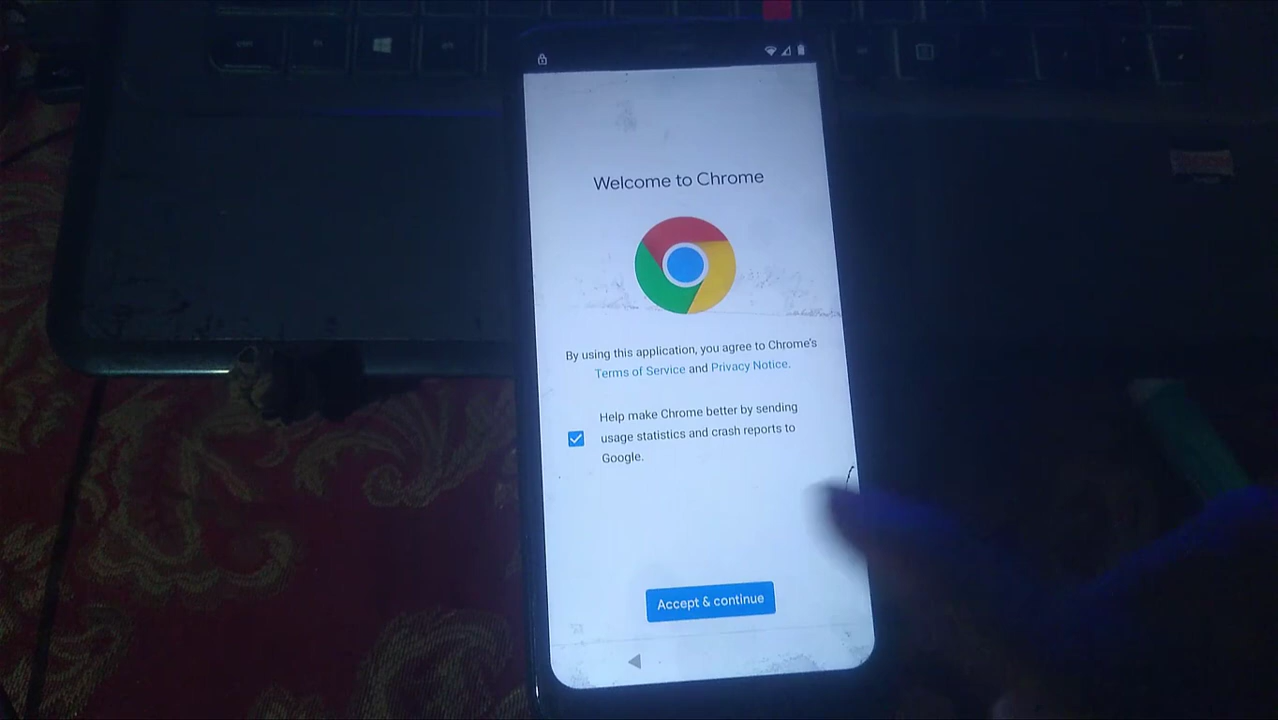 Welcome to Chrome
By using this application, you agree to Chrome's
Terms of Service and Privacy Notice.
Help make Chrome better by sending
usage statistics and crash reports to
Google.
Accept & continue